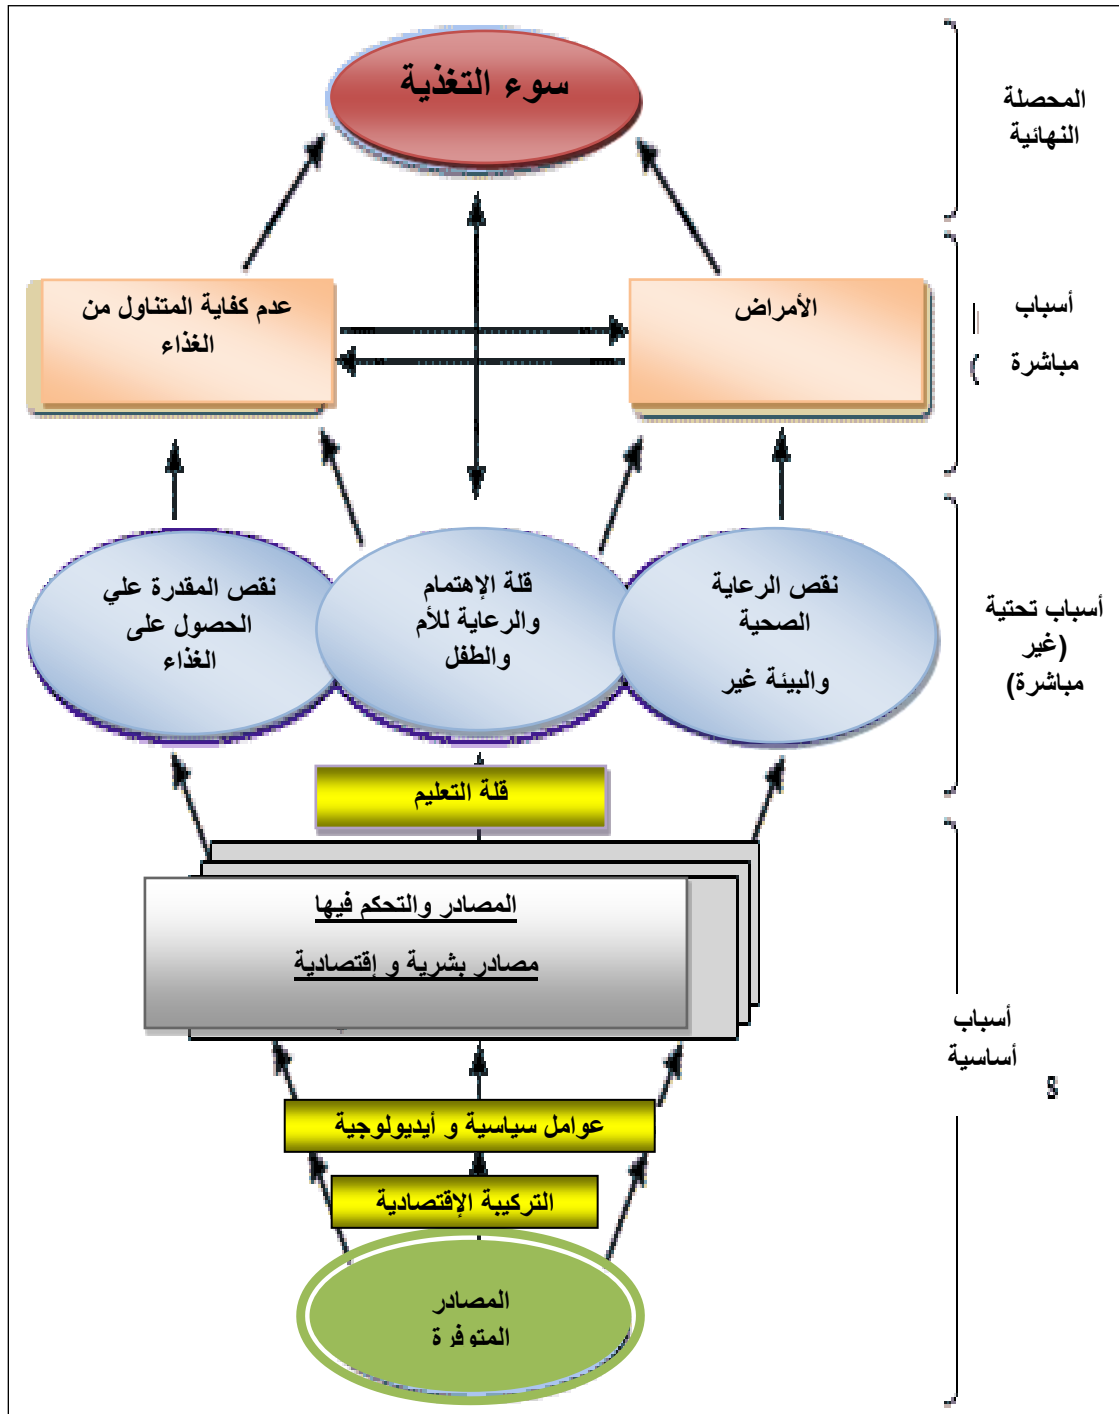 سوء التغذية
المحصلة
النهائية
عدم كفاية المتناول من
الغذاء
الأمراض
أسباب
مباشرة
نقص المقدرة علي
الحصول على
الغذاء
قلة الإهتمام
والرعاية للأم
والطفل
نقص الرعاية
الصحية
والبيئة غير
أسباب تحتية
(غير
مباشرة)
قلة التعليم
المصادر والتحكم فيها
مصادر بشرية و إقتصادية
أسباب
أساسية
عوامل سياسية و أيديولوجية
التركيبة الإقتصادية
المصادر
المتوفرة